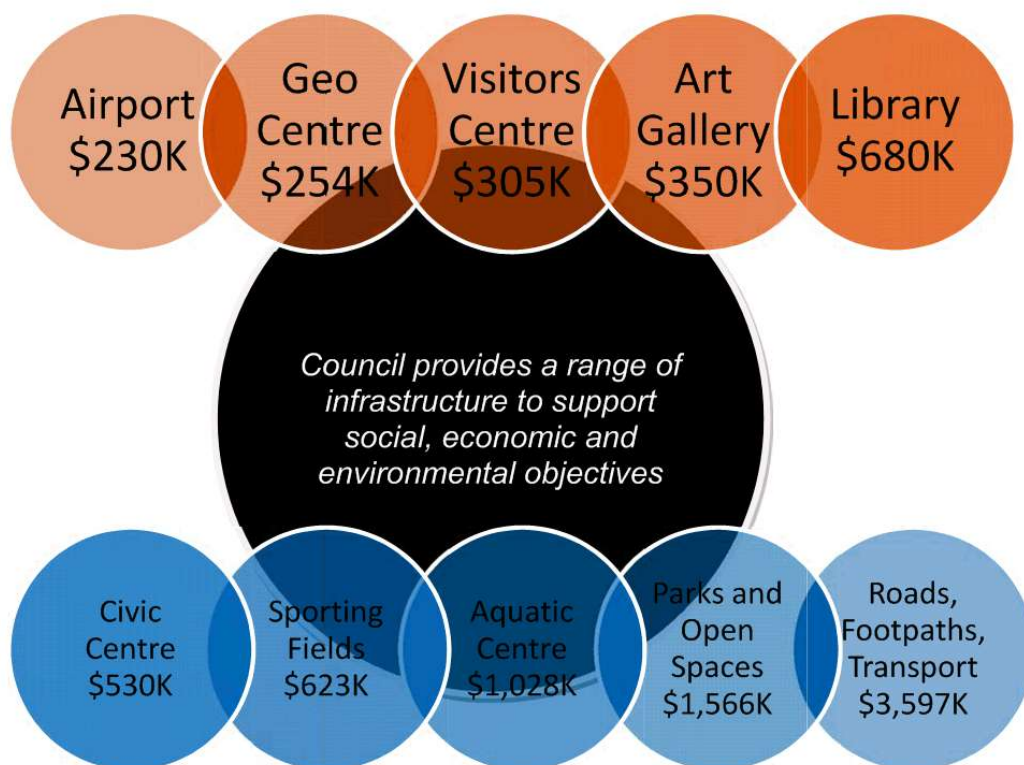 Airport
$230K
Geo
Centre
$254K
Visitors
Centre
$305K
Art
Gallery
$350K
Library
$680K
Council provides a range of
infrastructure to support
social, economic and
environmental objectives
Civic
Centre
$530K
Sporting
Fields
$623K
Aquatic
Centre
$1,028K
Parks and
Open
Spaces
$1,566K
Roads,
Footpaths,
Transport
$3,597K